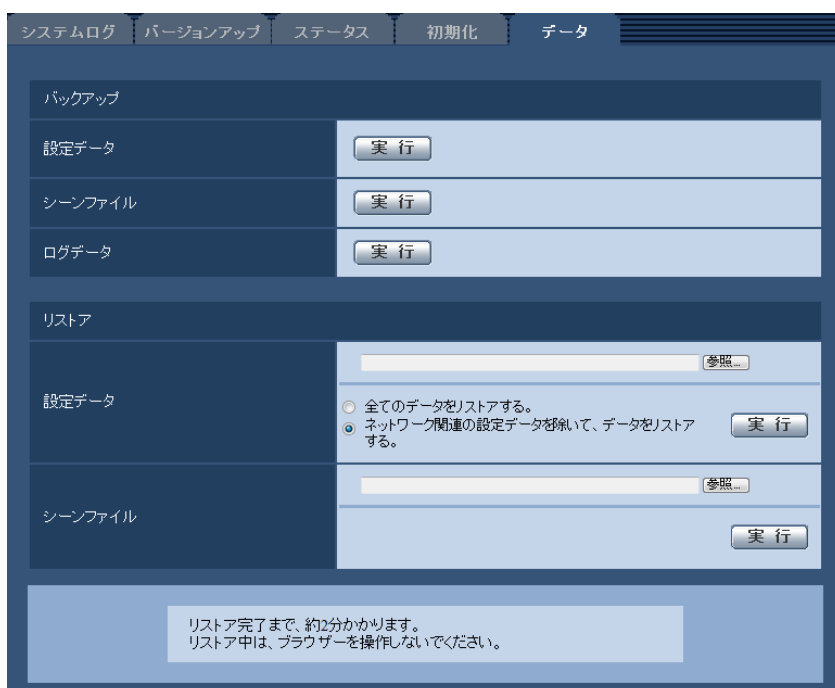 システムログ バージョンアップ ステータス 初期化 データ
バックアップ
設定データ 実 行
シーンファイル 実 行
ログデータ 実 行
リストア
参照...
設定データ
全てのデータをリストアする。
ネットワーク関連の設定データを除いて、データをリストア
する。
実 行
参照...
シーンファイル
実 行
リストア完了まで、約2分かかります。
リストア中は、ブラウザーを操作しないでください。